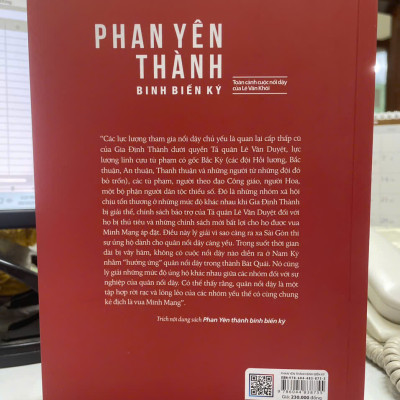 PHAN YÊN
THÀNH
BINH BIẾN KÝ
Toàn cảnh cuộc nổi dậy
của Lê Văn Khôi
"Các lực lượng tham gia nổi dậy chủ yếu là quan lại cấp thấp cũ
của Gia Định Thành dưới quyền Tả quân Lê Văn Duyệt, lực
lượng lính cựu tù phạm có gốc Bắc Kỳ (các đội Hồi lương, Bắc
thuận, An thuận, Thanh thuận và những người từ những đội đó
bỏ trốn), các tù phạm, người theo đạo Công giáo, người Hoa,
một bộ phận người dân tộc thiểu số. Đó là những nhóm xã hội
chịu tổn thương ở những mức độ khác nhau khi Gia Định Thành
bị giải thể, chính sách bảo trợ của Tả quân Lê Văn Duyệt đối với
họ bị thủ tiêu và những chính sách mới bất lợi cho họ được vua
Minh Mạng áp đặt. Điều này lý giải vì sao càng ra xa Sài Gòn thì
sự ủng hộ dành cho quân nổi dậy càng yếu. Trong suốt thời gian
dài bị vây hãm, không có cuộc nổi dậy nào diễn ra ở Nam Kỳ
nhằm "hưởng ứng" quân nổi dậy trong thành Bát Quái. Nó cũng
lý giải những mức độ ủng hộ khác nhau giữa các nhóm đối với sự
nghiệp của quân nổi dậy. Có thể thấy rằng, quân nổi dậy là một
tập hợp rời rạc và lỏng lẻo của các nhóm yếu thế có cùng chung
kẻ địch là vua Minh Mạng".
Trích nội dung sách Phan Yên thành binh biến ký
Giá: 230.000 đồng